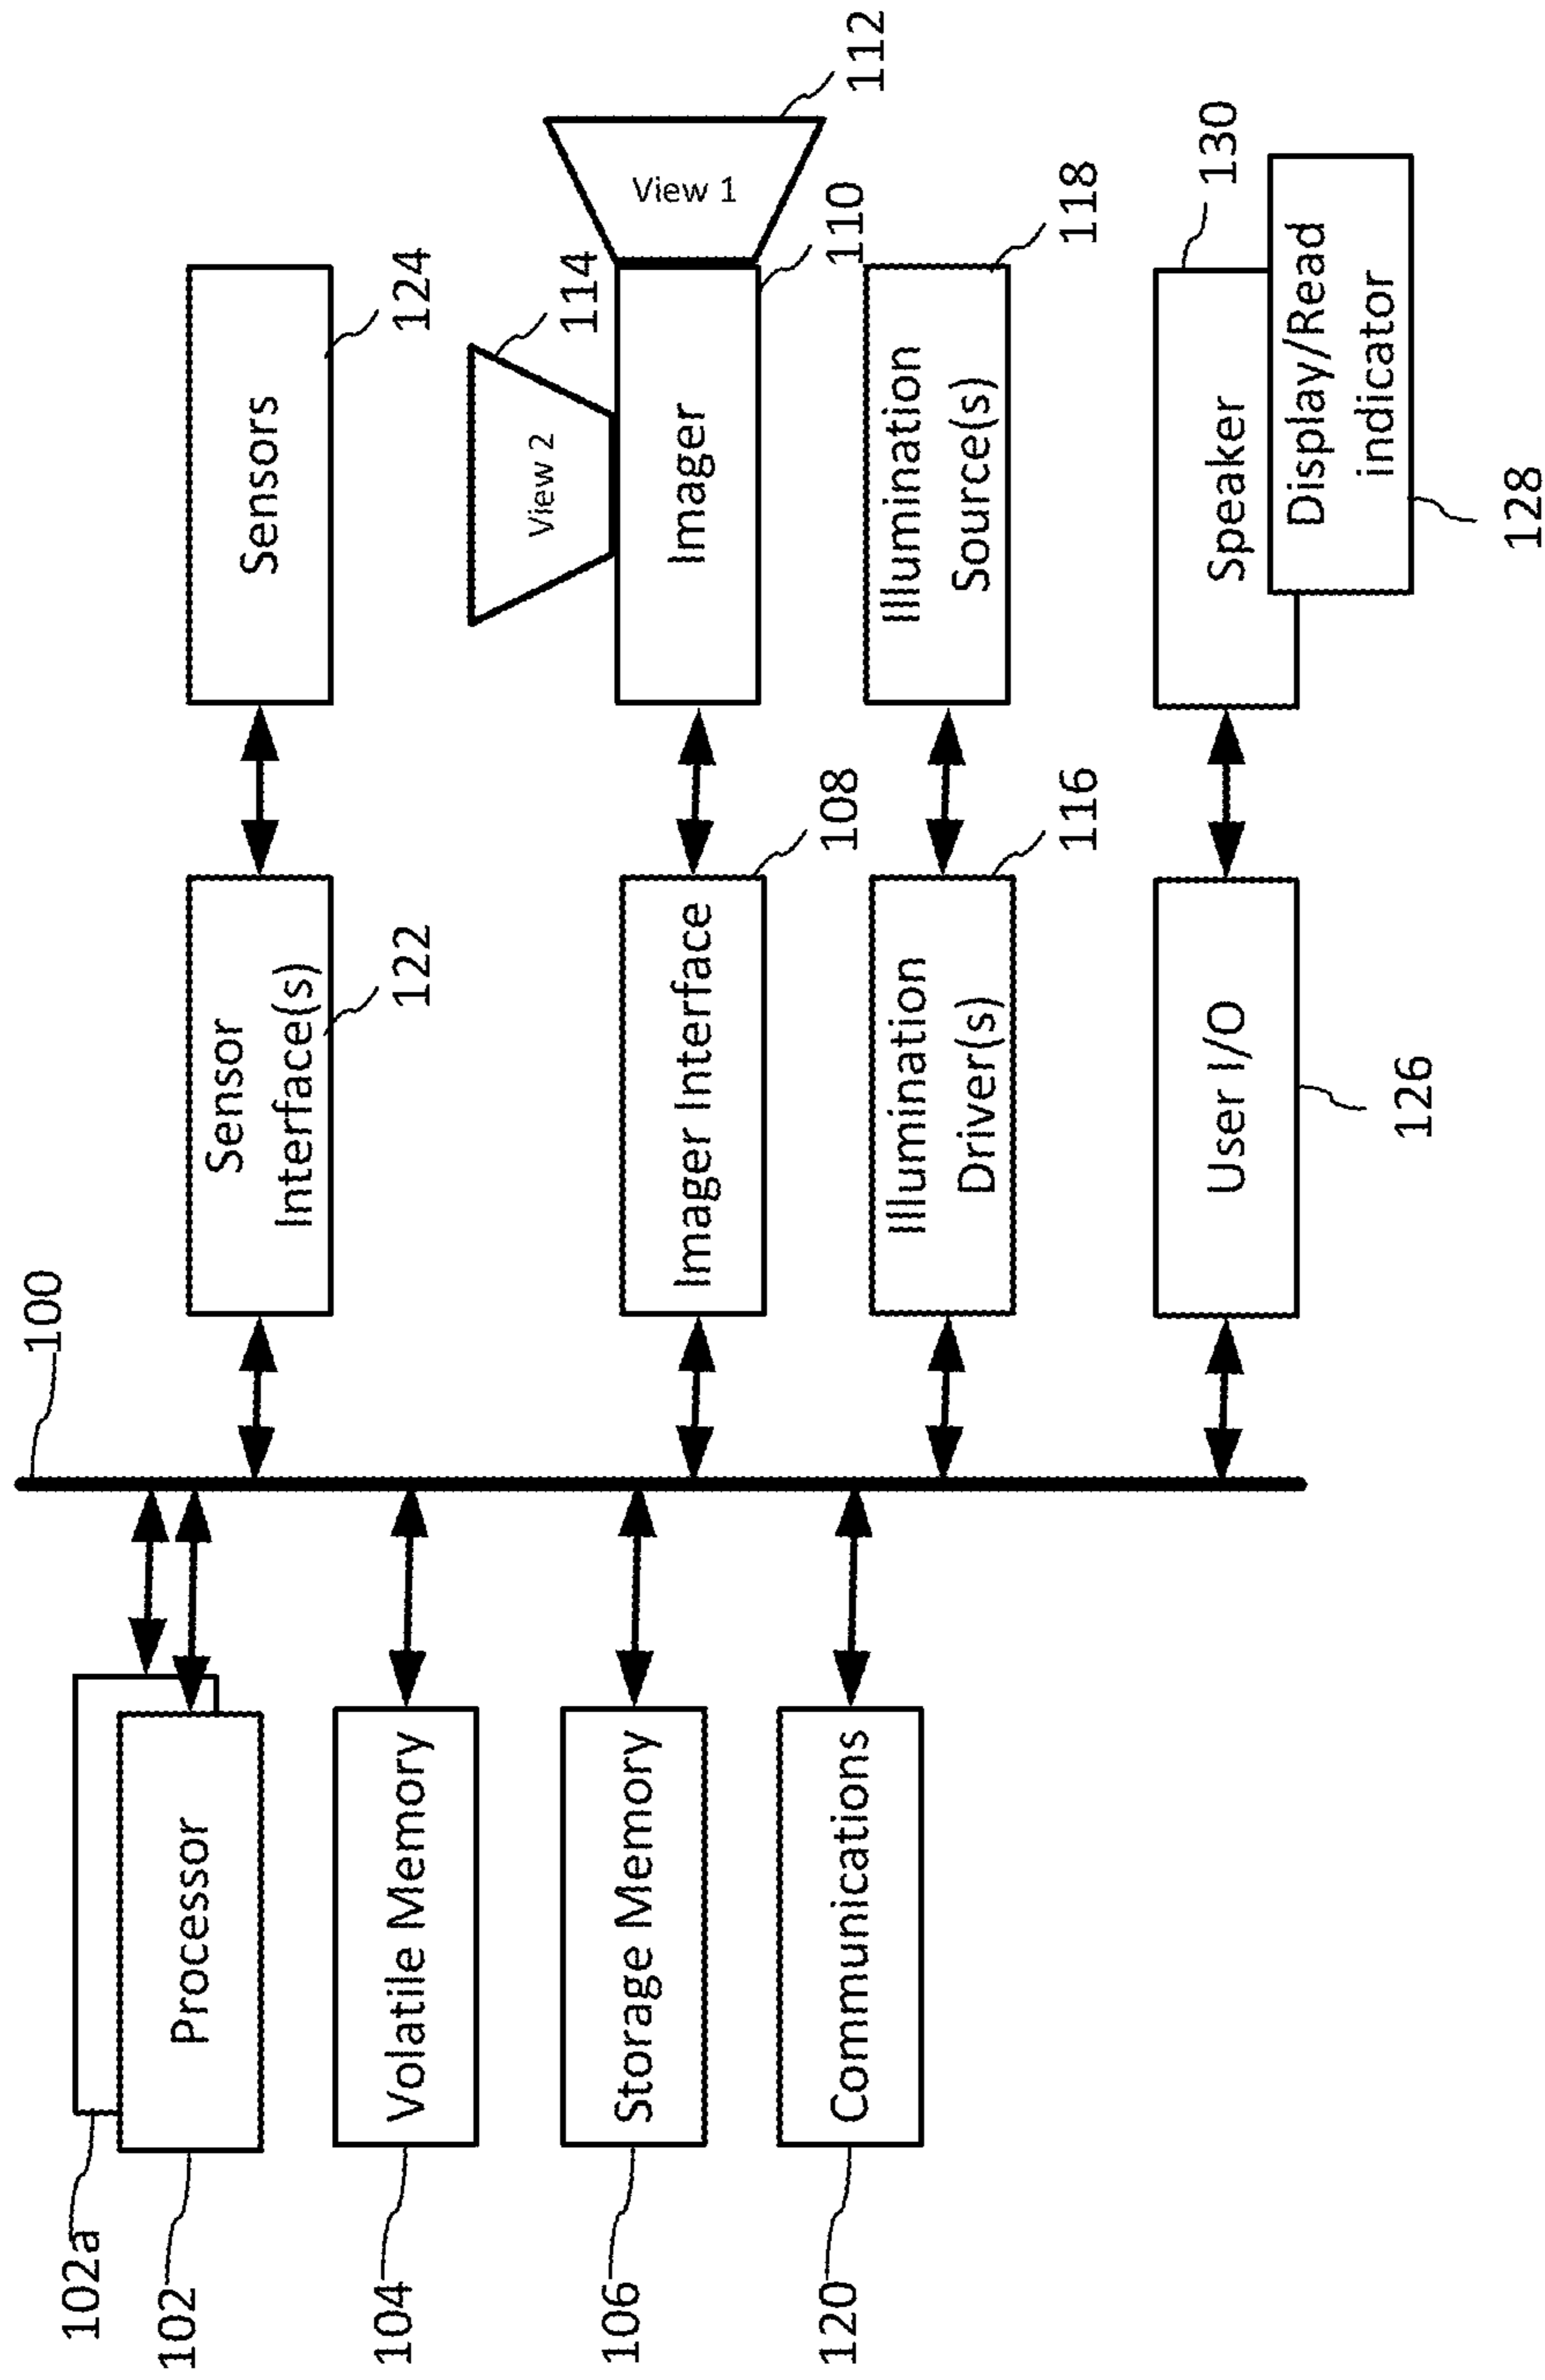 100
102a
102
Processor
104
Volatile Memory
106
Storage Memory
120
Communications
Sensor
Interface(s)
122
Sensors
124
Imager Interface
108
Imager
110
View 1
112
View 2
114
Illumination
Driver(s)
116
Illumination
Source(s)
118
User I/O
126
Speaker
130
Display/Read
indicator
128